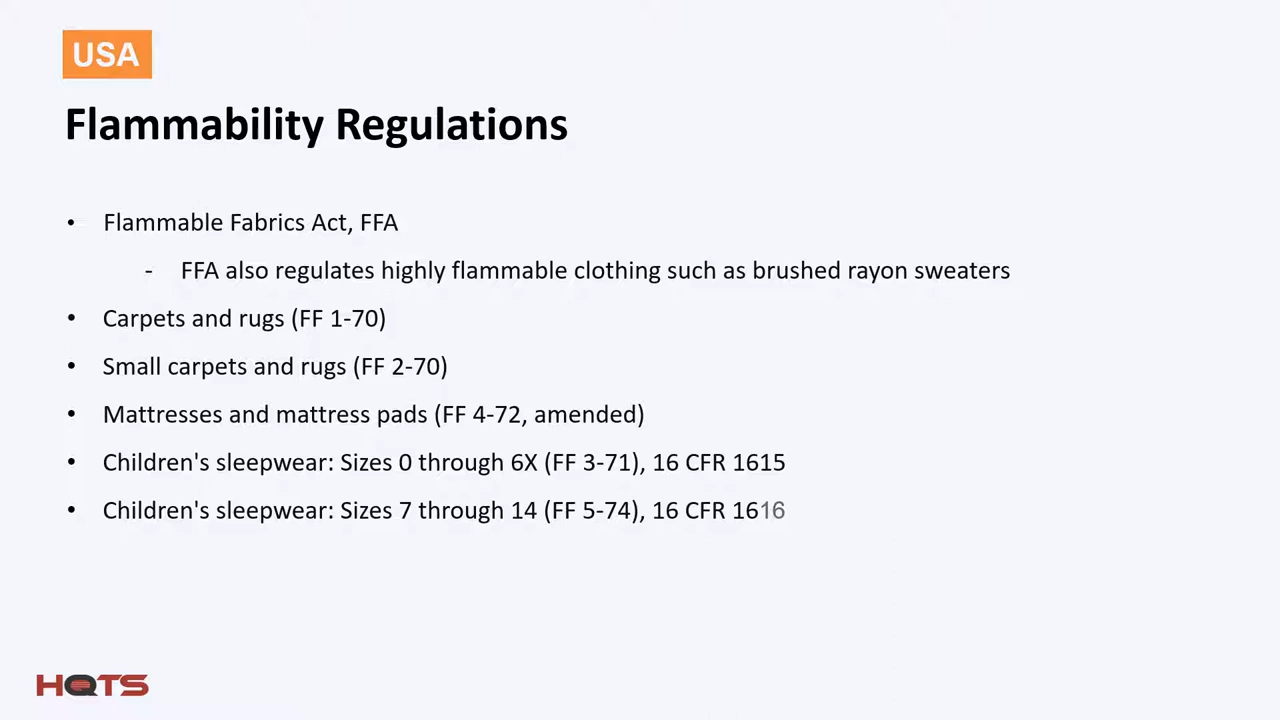 USA
Flammability Regulations
• Flammable Fabrics Act, FFA
- FFA also regulates highly flammable clothing such as brushed rayon sweaters
• Carpets and rugs (FF 1-70)
• Small carpets and rugs (FF 2-70)
• Mattresses and mattress pads (FF 4-72, amended)
• Children's sleepwear: Sizes 0 through 6X (FF 3-71), 16 CFR 1615
• Children's sleepwear: Sizes 7 through 14 (FF 5-74), 16 CFR 1616
HQTS